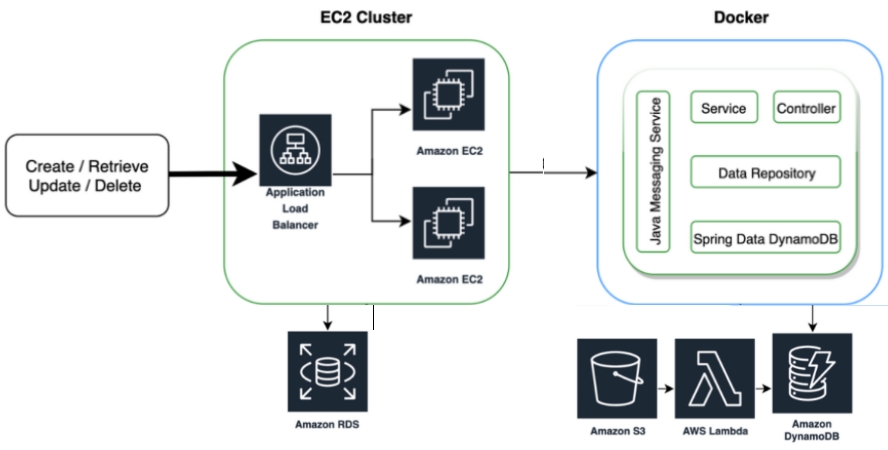 EC2 Cluster
Docker
Create / Retrieve
Update / Delete
Application
Load
Balancer
Amazon EC2
Amazon EC2
Java Messaging Service
Service
Controller
Data Repository
Spring Data DynamoDB
Amazon RDS
Amazon S3
AWS Lambda
Amazon
DynamoDB